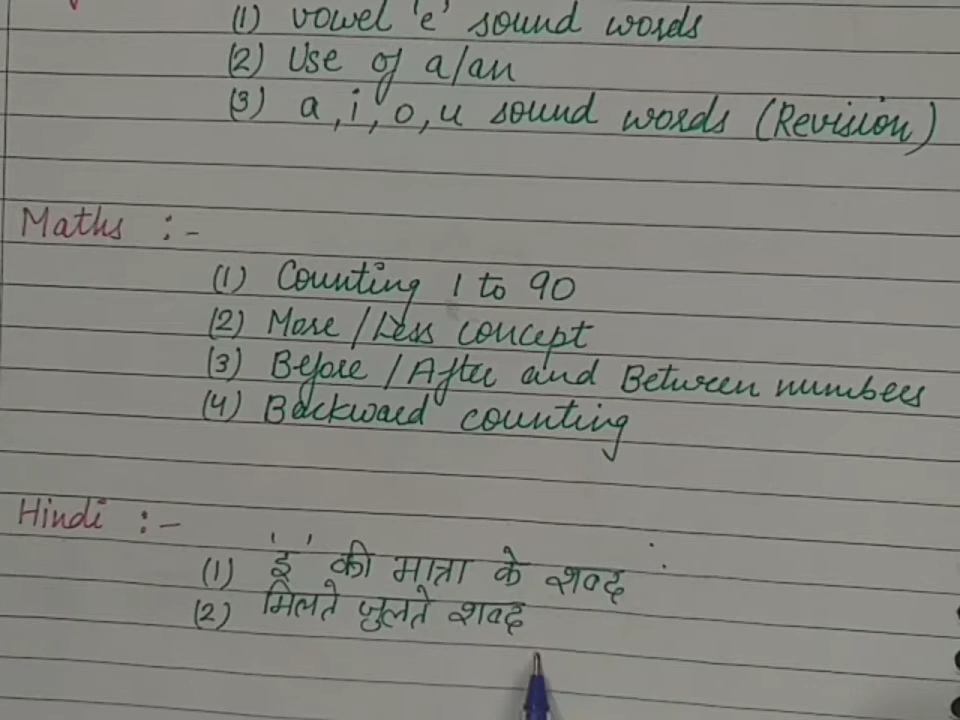 (1) vowel 'e' sound words
(2) Use of a/an
(3) a, i, o, u sound words (Revision)
Maths :-
(1) Counting 1 to 90
(2) More / Less concept
(3) Before / After and Between numbers
(4) Backward counting
Hindi :-
(1) 'इ' की मात्रा के शब्द
(2) मिलते जुलते शब्द